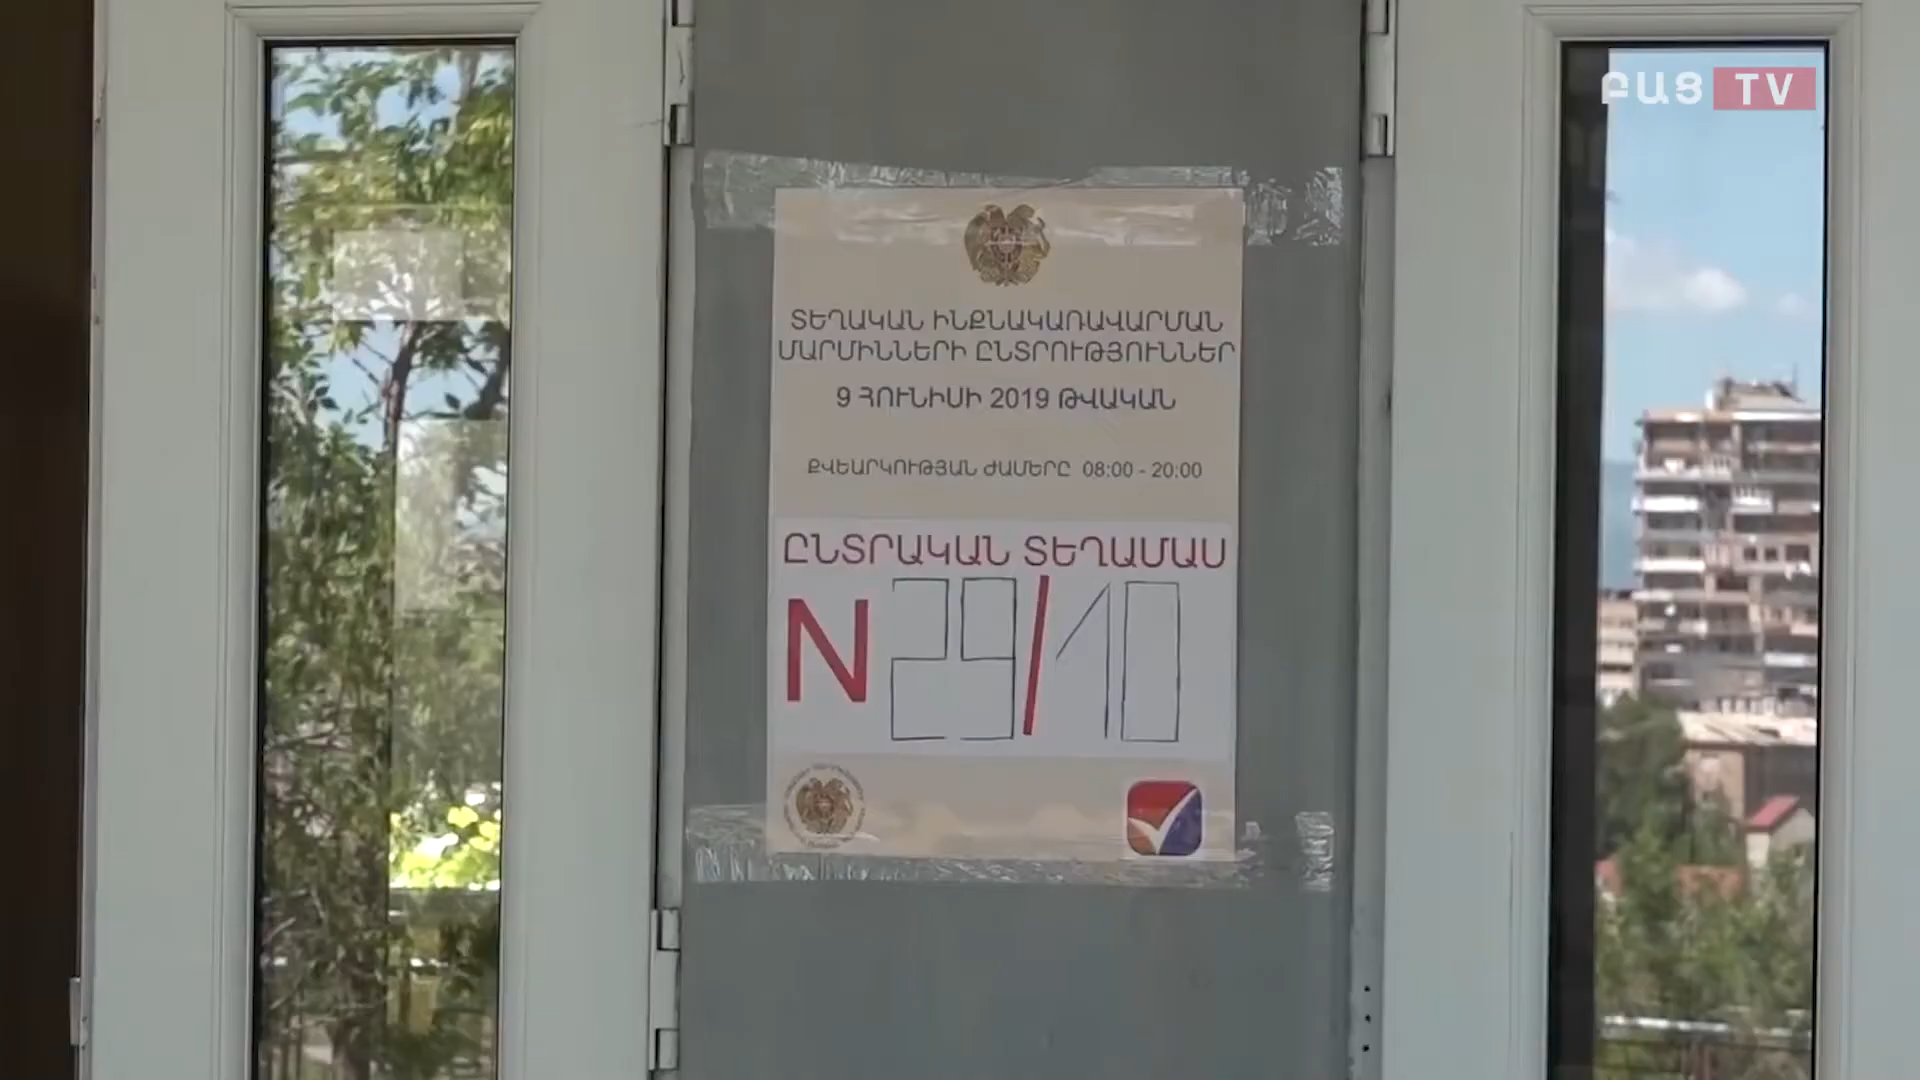 ԲԱՑ TV
ՏԵՂԱԿԱՆ ԻՆՔՆԱԿԱՌԱՎԱՐՄԱՆ
ՄԱՐՄԻՆՆԵՐԻ ԸՆՏՐՈՒԹՅՈՒՆՆԵՐ
9 ՀՈՒՆԻՍԻ 2019 ԹՎԱԿԱՆ
ՔՎԵԱՐԿՈՒԹՅԱՆ ԺԱՄԵՐԸ 08:00 - 20:00
ԸՆՏՐԱԿԱՆ ՏԵՂԱՄԱՍ
N 29/10